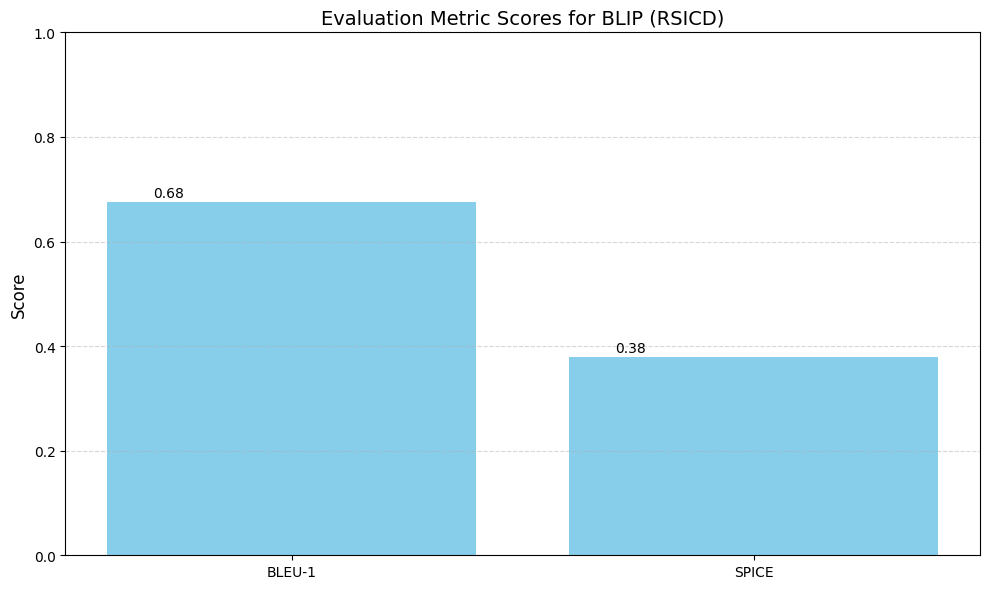 Evaluation Metric Scores for BLIP (RSICD)
1.0
0.8
0.6
0.4
0.2
0.0
Score
0.68
0.38
BLEU-1
SPICE